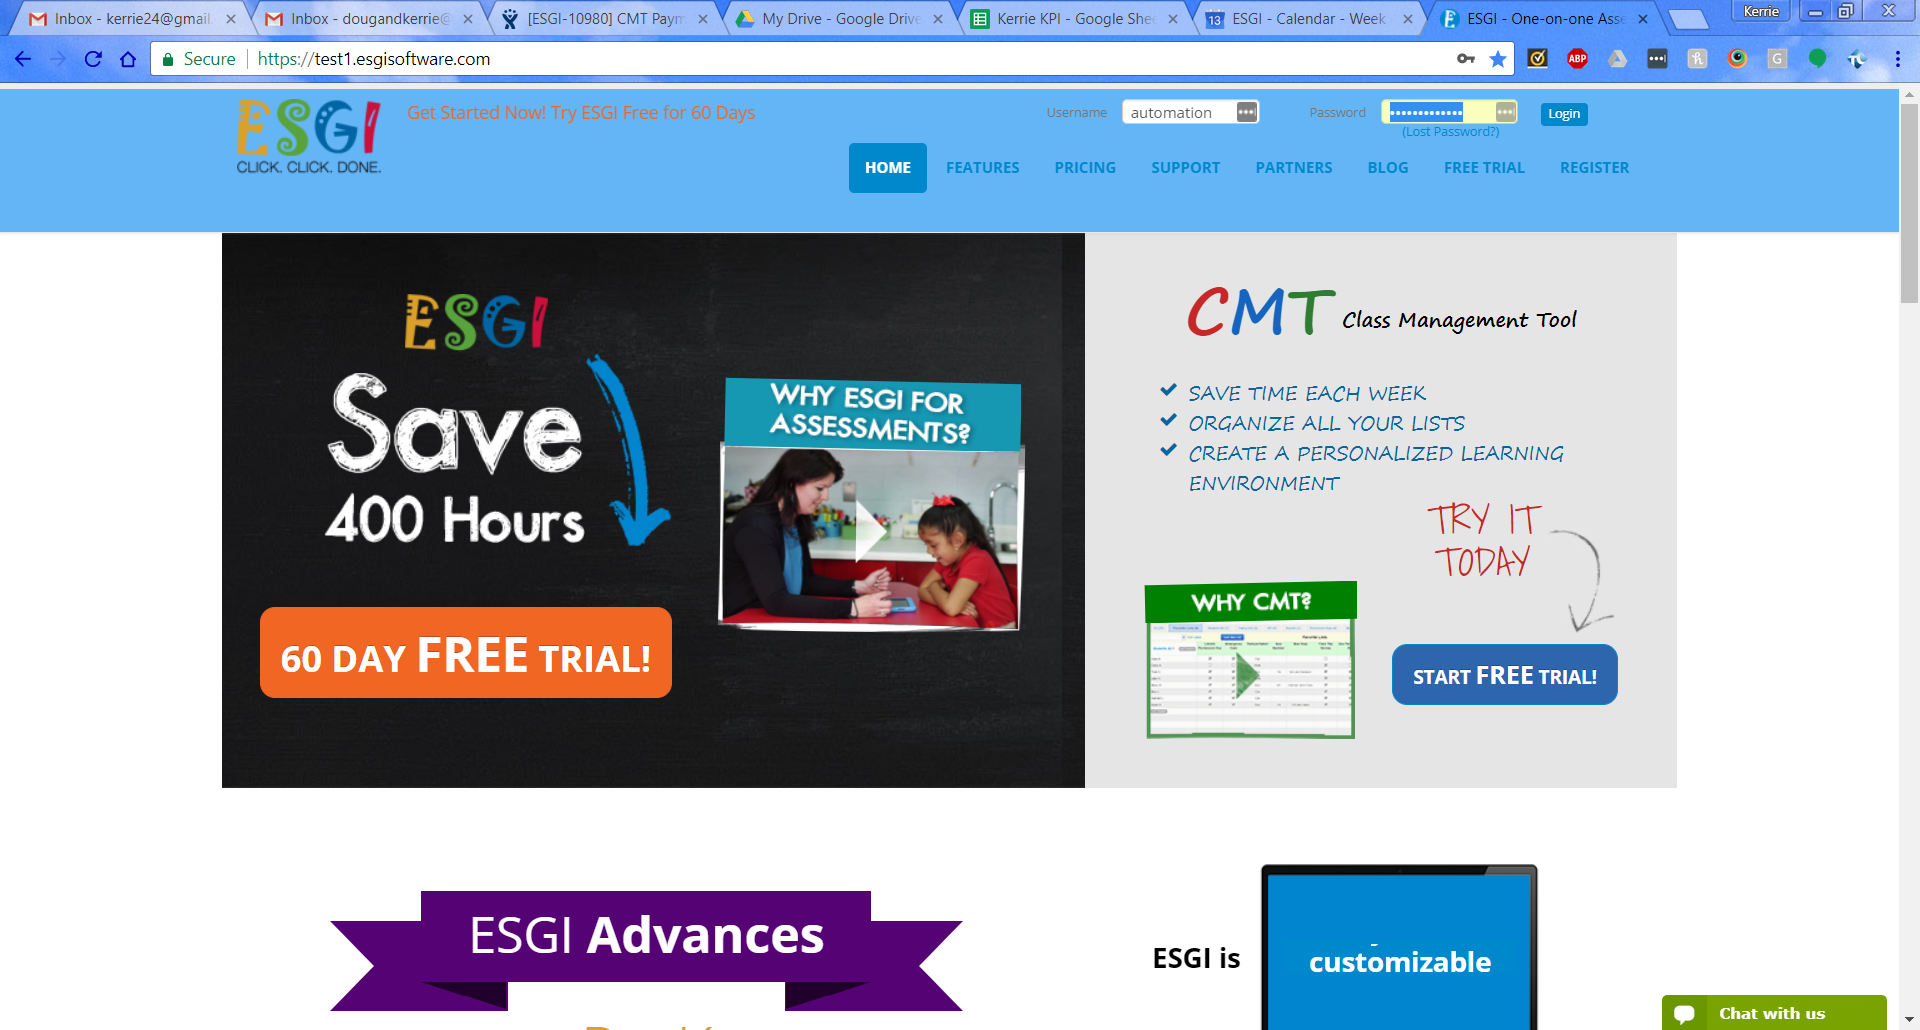 Inbox - kerrie24@gmail.
Inbox - dougandkerrie@
[ESGI-10980] CMT Paym
My Drive - Google Drive
Kerrie KPI - Google Shee
ESGI - Calendar - Week
ESGI - One-on-one Asse
Kerrie
Secure
https://test1.esgisoftware.com
ABP
ESGI
CLICK. CLICK. DONE.
Get Started Now! Try ESGI Free for 60 Days
Username
automation
Password
•••••••••••••
Login
(Lost Password?)
HOME
FEATURES
PRICING
SUPPORT
PARTNERS
BLOG
FREE TRIAL
REGISTER
ESGI
Save
400 Hours
60 DAY FREE TRIAL!
WHY ESGI FOR
ASSESSMENTS?
CMT Class Management Tool
SAVE TIME EACH WEEK
ORGANIZE ALL YOUR LISTS
CREATE A PERSONALIZED LEARNING
ENVIRONMENT
TRY IT
TODAY
WHY CMT?
START FREE TRIAL!
ESGI Advances
ESGI is
customizable
Chat with us